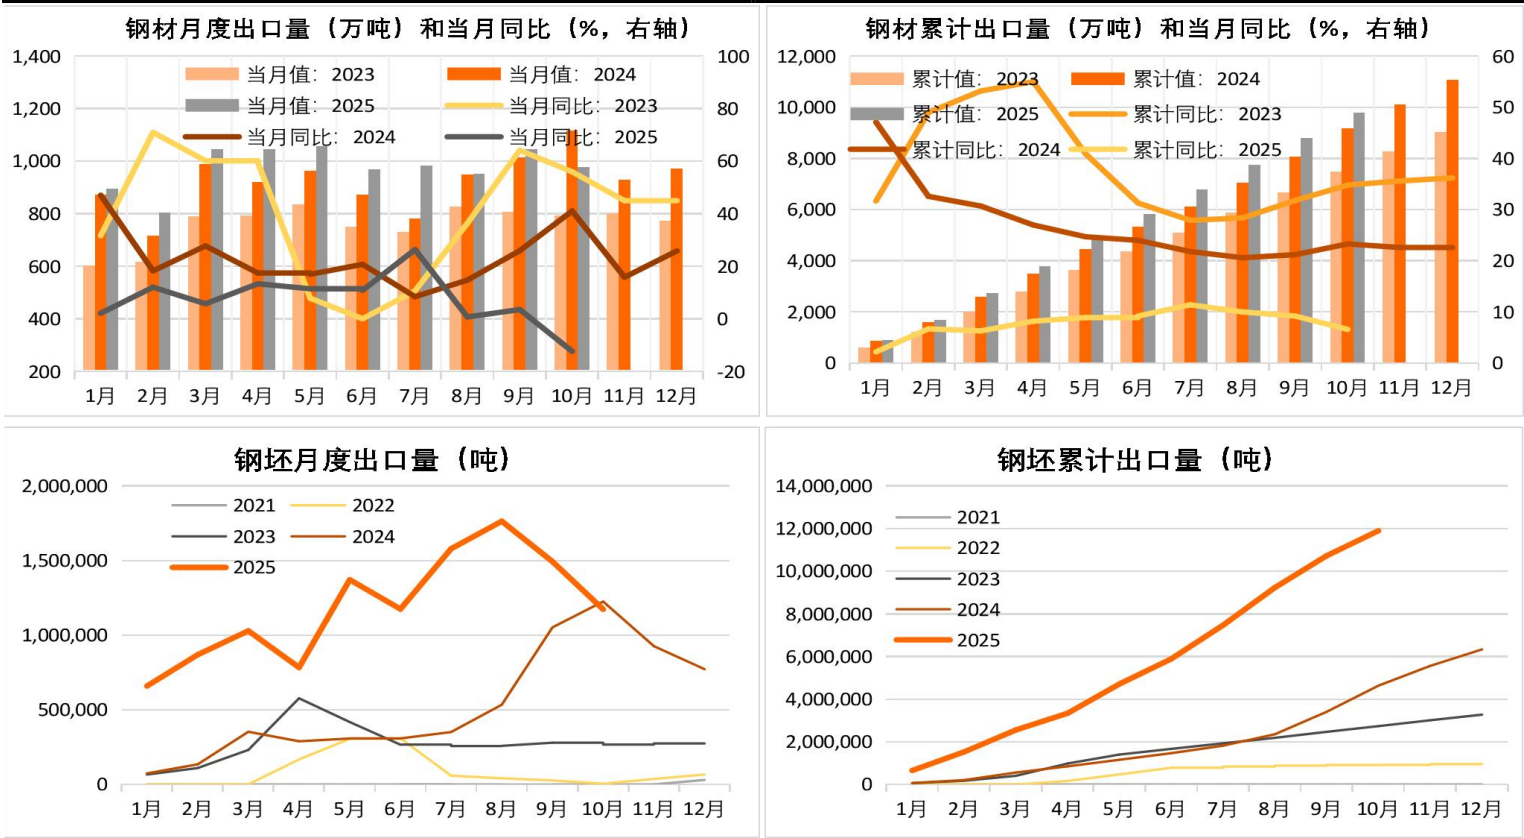 钢材月度出口量（万吨）和当月同比（%，右轴）
1,400
1,200
1,000
800
600
400
200
100
80
60
40
20
0
-20
当月值：2023
当月值：2024
当月值：2025
当月同比：2023
当月同比：2024
当月同比：2025
1月 2月 3月 4月 5月 6月 7月 8月 9月 10月 11月 12月
钢材累计出口量（万吨）和当月同比（%，右轴）
12,000
10,000
8,000
6,000
4,000
2,000
0
60
50
40
30
20
10
0
累计值：2023
累计值：2024
累计值：2025
累计同比：2023
累计同比：2024
累计同比：2025
1月 2月 3月 4月 5月 6月 7月 8月 9月 10月 11月 12月
钢坯月度出口量（吨）
2,000,000
1,500,000
1,000,000
500,000
0
2021
2022
2023
2024
2025
1月 2月 3月 4月 5月 6月 7月 8月 9月 10月 11月 12月
钢坯累计出口量（吨）
14,000,000
12,000,000
10,000,000
8,000,000
6,000,000
4,000,000
2,000,000
0
2021
2022
2023
2024
2025
1月 2月 3月 4月 5月 6月 7月 8月 9月 10月 11月 12月